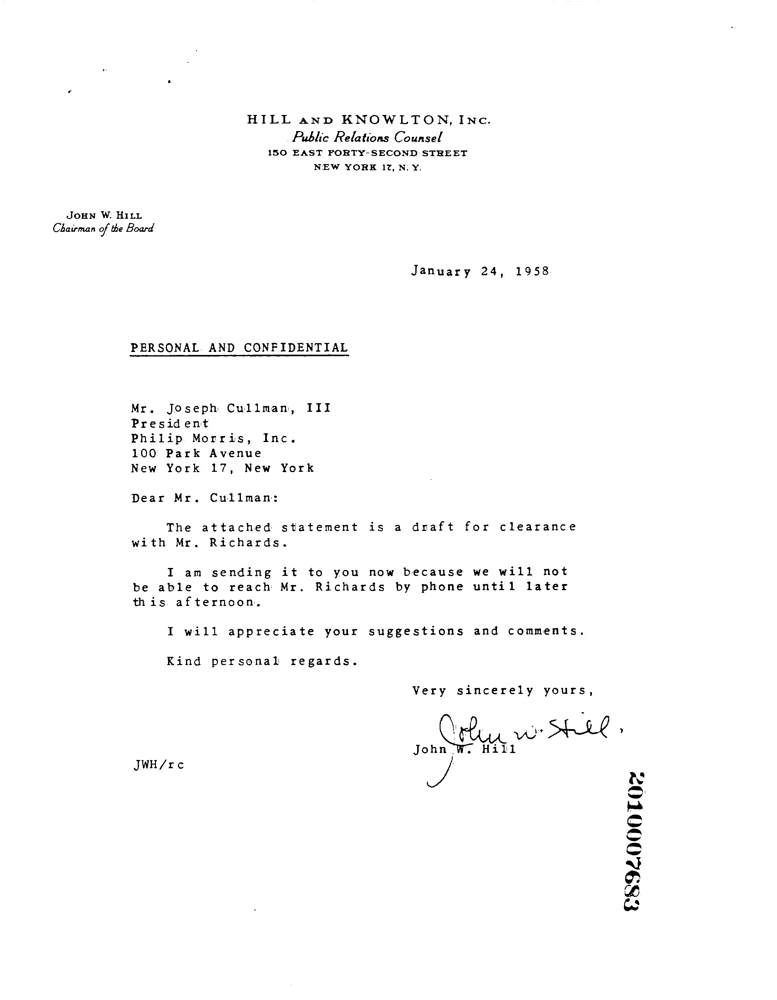 HILL AND KNOWLTON, INC.
Public Relations Counsel
150 EAST FORTY-SECOND STREET
NEW YORK 17, N. Y.
JOHN W. HILL
Chairman of the Board
January 24, 1958
PERSONAL AND CONFIDENTIAL
Mr. Joseph Cullman, III
President
Philip Morris, Inc.
100 Park Avenue
New York 17, New York
Dear Mr. Cullman:
The attached statement is a draft for clearance
with Mr. Richards.
I am sending it to you now because we will not
be able to reach Mr. Richards by phone until later
this afternoon.
I will appreciate your suggestions and comments.
Kind personal regards.
Very sincerely yours,
John W. Hill.
John W. Hill
JWH/rc
2010007683